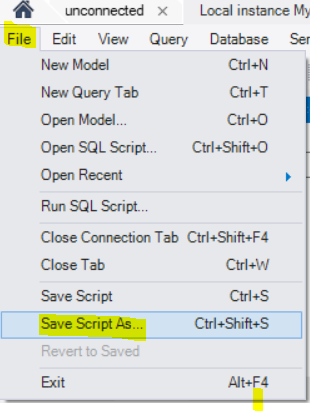 unconnected × Local instance My
File Edit View Query Database Ser
New Model Ctrl+N
New Query Tab Ctrl+T
Open Model... Ctrl+O
Open SQL Script... Ctrl+Shift+O
Open Recent
Run SQL Script...
Close Connection Tab Ctrl+Shift+F4
Close Tab Ctrl+W
Save Script Ctrl+S
Save Script As... Ctrl+Shift+S
Revert to Saved
Exit Alt+F4